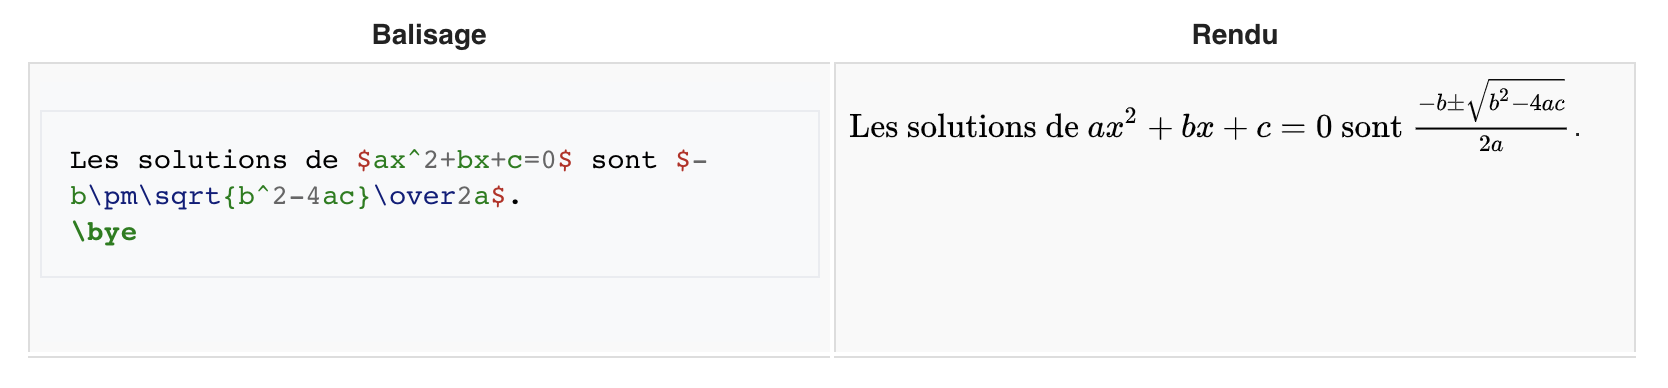 Balisage
Rendu
Les solutions de $ax^2+bx+c=0$ sont $-
b\pm\sqrt{b^2-4ac}\over2a$.
\bye
Les solutions de ax² + bx + c = 0 sont −b±√b²−4ac / 2a .